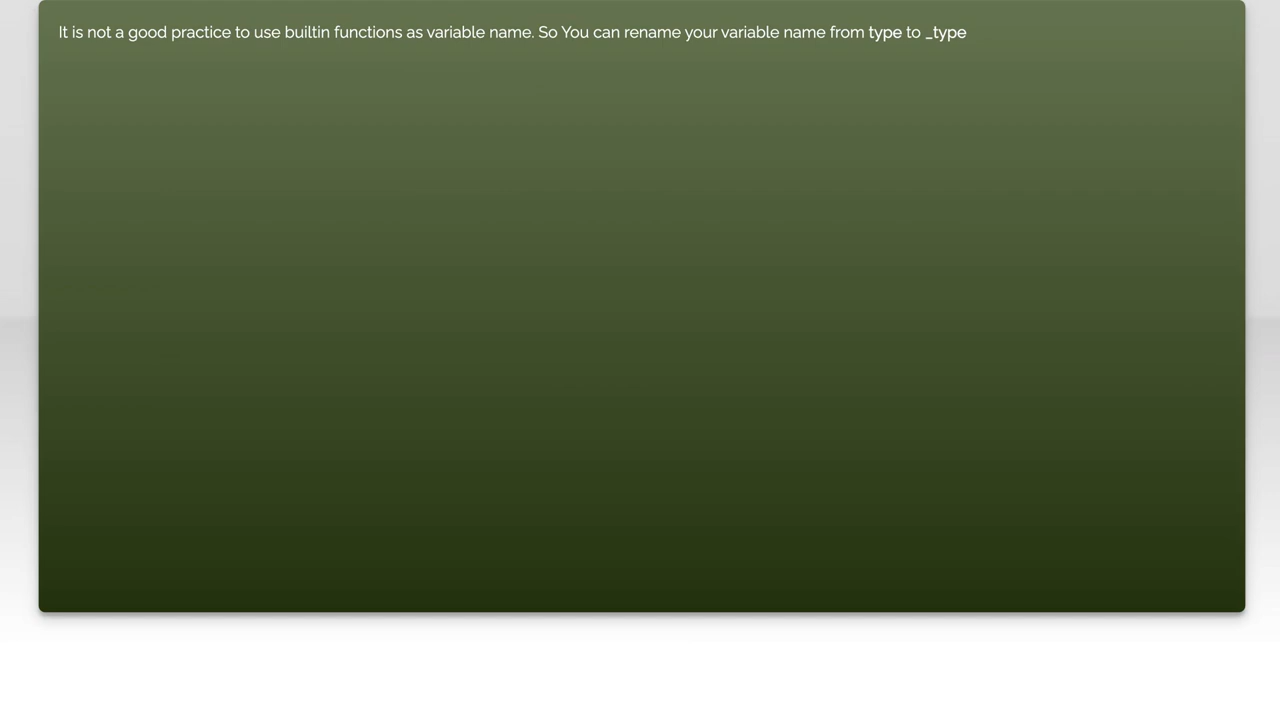 It is not a good practice to use builtin functions as variable name. So You can rename your variable name from type to _type